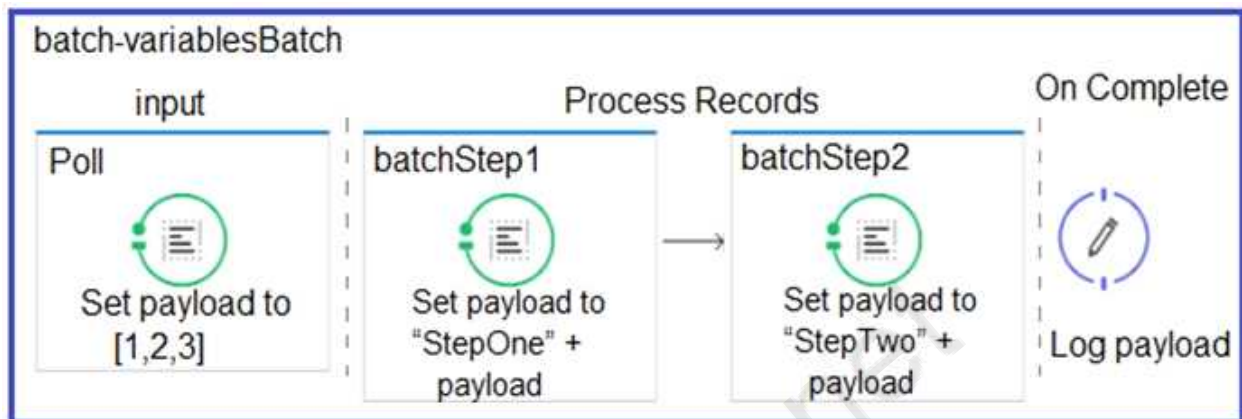 batch-variablesBatch
input
Process Records
On Complete
Poll
Set payload to
[1,2,3]
batchStep1
Set payload to
“StepOne” +
payload
batchStep2
Set payload to
“StepTwo” +
payload
Log payload